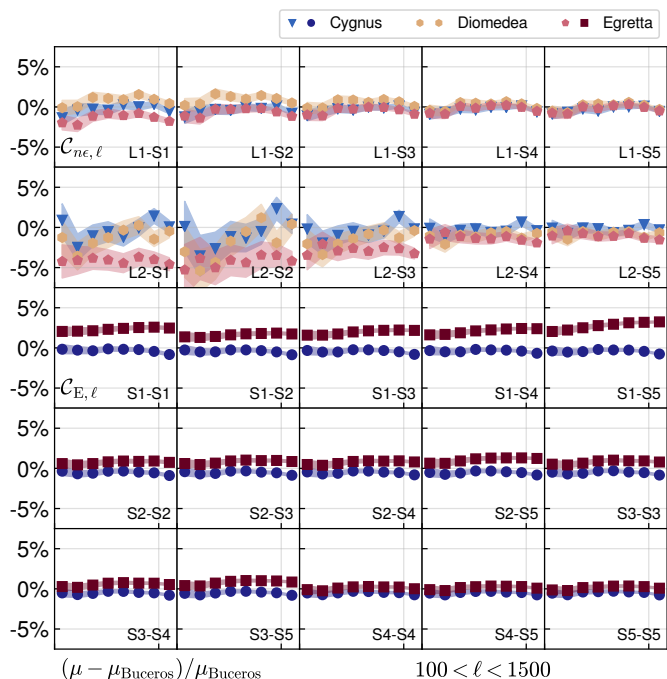 Cygnus Diomedea Egretta
5%
0%
-5%
𝒞nϵ,ℓ
L1-S1 L1-S2 L1-S3 L1-S4 L1-S5
5%
0%
-5%
L2-S1 L2-S2 L2-S3 L2-S4 L2-S5
5%
0%
-5%
𝒞E,ℓ
S1-S1 S1-S2 S1-S3 S1-S4 S1-S5
5%
0%
-5%
S2-S2 S2-S3 S2-S4 S2-S5 S3-S3
5%
0%
-5%
S3-S4 S3-S5 S4-S4 S4-S5 S5-S5
(μ − μBuceros)/μBuceros 100 < ℓ < 1500